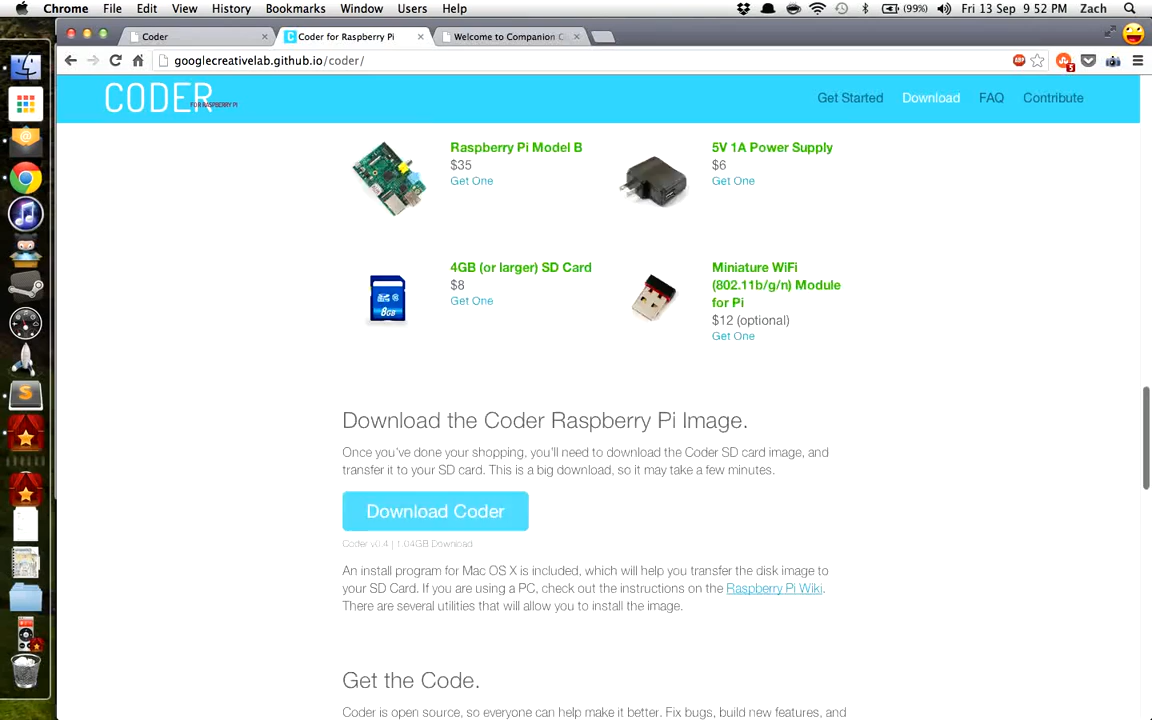 Chrome File Edit View History Bookmarks Window Users Help (99%) Fri 13 Sep 9 52 PM Zach
Coder
Coder for Raspberry Pi
Welcome to Companion C
googlecreativelab.github.io/coder/
3
CODER FOR RASPBERRY PI
Get Started Download FAQ Contribute
Raspberry Pi Model B
$35
Get One
5V 1A Power Supply
$6
Get One
4GB (or larger) SD Card
$8
Get One
8GB
Miniature WiFi
(802.11b/g/n) Module
for Pi
$12 (optional)
Get One
Download the Coder Raspberry Pi Image.
Once you've done your shopping, you'll need to download the Coder SD card image, and
transfer it to your SD card. This is a big download, so it may take a few minutes.
Download Coder
Coder v0.4 | 1.04GB Download
An install program for Mac OS X is included, which will help you transfer the disk image to
your SD Card. If you are using a PC, check out the instructions on the Raspberry Pi Wiki.
There are several utilities that will allow you to install the image.
Get the Code.
Coder is open source, so everyone can help make it better. Fix bugs, build new features, and